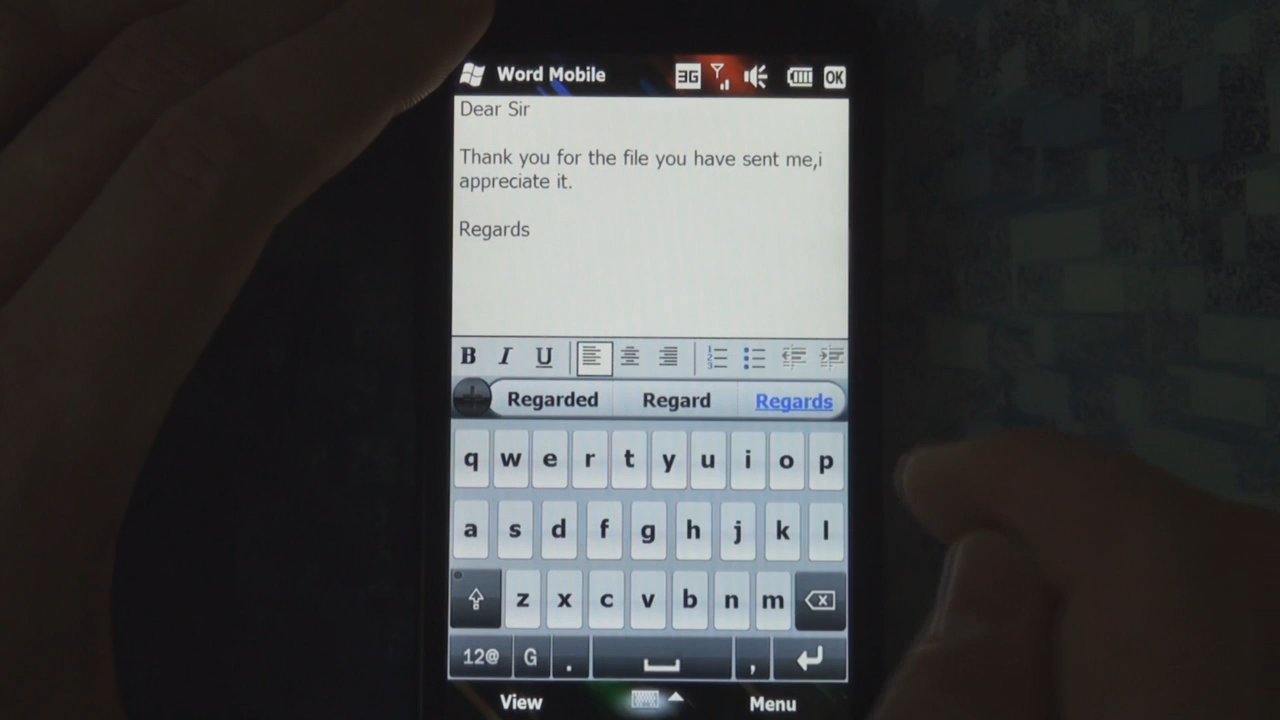 Word Mobile 3G OK
Dear Sir
Thank you for the file you have sent me,i
appreciate it.
Regards
B I U
Regarded Regard Regards
q w e r t y u i o p
a s d f g h j k l
z x c v b n m
12@ G . ,
View Menu